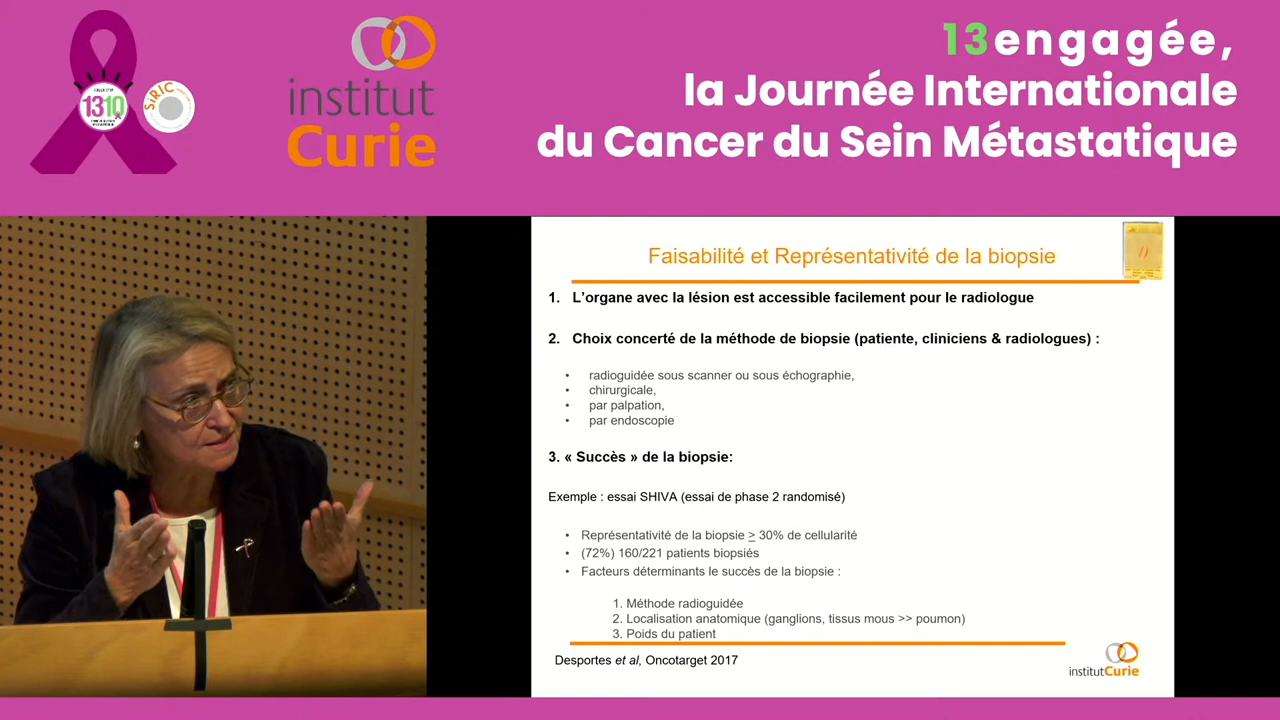 13engagée,
la Journée Internationale
du Cancer du Sein Métastatique
1310
SiRIC
institut
Curie
Faisabilité et Représentativité de la biopsie
1. L'organe avec la lésion est accessible facilement pour le radiologue
2. Choix concerté de la méthode de biopsie (patiente, cliniciens & radiologues) :
• radioguidée sous scanner ou sous échographie,
• chirurgicale,
• par palpation,
• par endoscopie
3. « Succès » de la biopsie:
Exemple : essai SHIVA (essai de phase 2 randomisé)
• Représentativité de la biopsie ≥ 30% de cellularité
• (72%) 160/221 patients biopsiés
• Facteurs déterminants le succès de la biopsie :
1. Méthode radioguidée
2. Localisation anatomique (ganglions, tissus mous >> poumon)
3. Poids du patient
Desportes et al, Oncotarget 2017
institutCurie